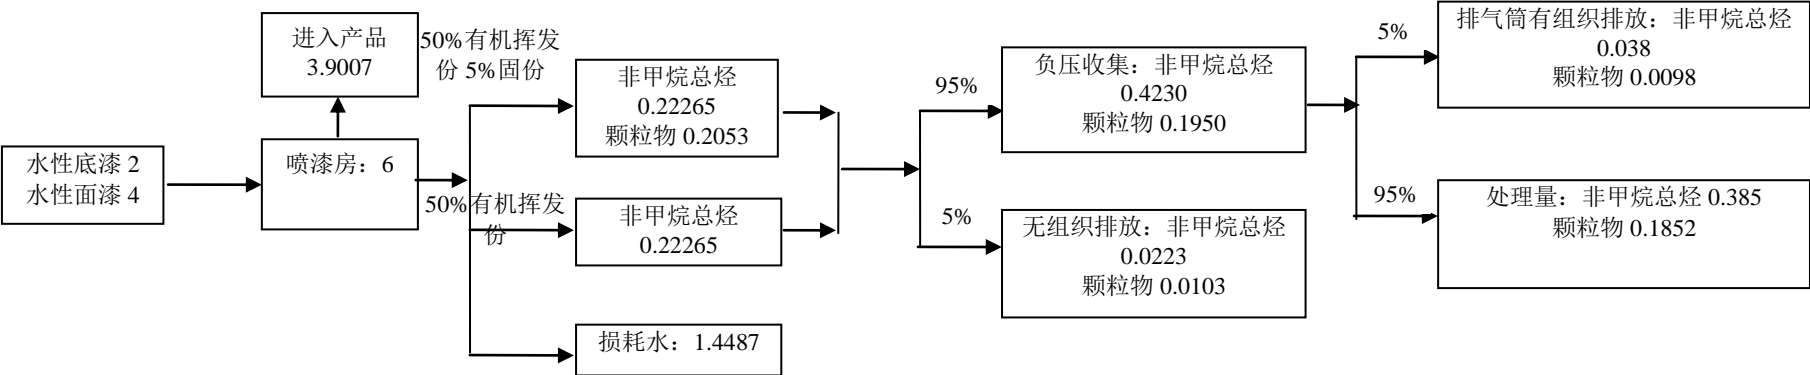 水性底漆 2
水性面漆 4
进入产品
3.9007
喷漆房：6
50%有机挥发
份 5%固份
50%有机挥发
份
非甲烷总烃
0.22265
颗粒物 0.2053
非甲烷总烃
0.22265
损耗水：1.4487
95%
5%
负压收集：非甲烷总烃
0.4230
颗粒物 0.1950
无组织排放：非甲烷总烃
0.0223
颗粒物 0.0103
5%
95%
排气筒有组织排放：非甲烷总烃
0.038
颗粒物 0.0098
处理量：非甲烷总烃 0.385
颗粒物 0.1852